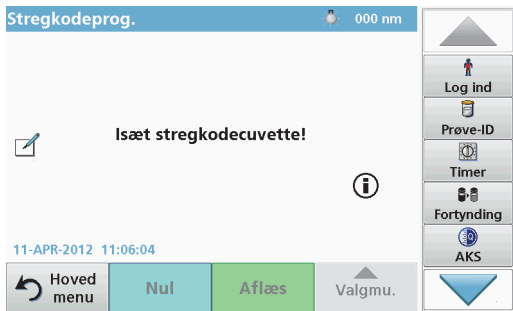 Stregkodeprog. 000 nm
Isæt stregkodecuvette!
11-APR-2012 11:06:04
Hoved
menu
Nul
Aflæs
Valgmu.
Log ind
Prøve-ID
Timer
Fortynding
AKS